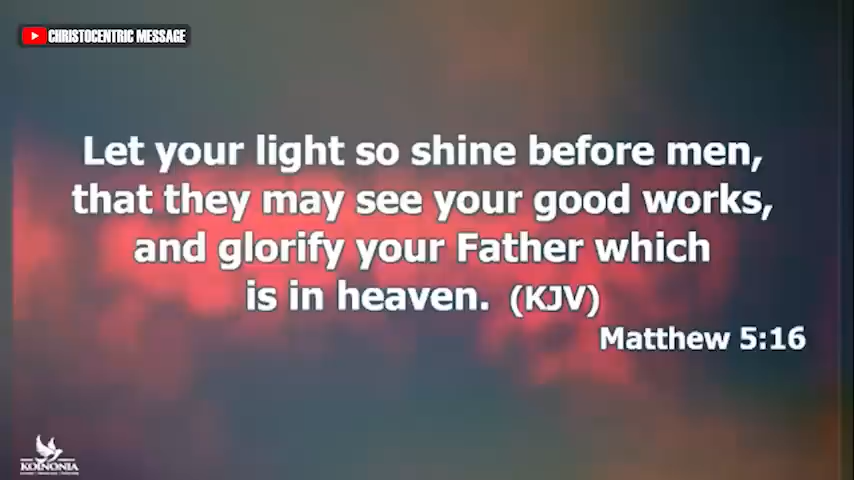 CHRISTOCENTRIC MESSAGE
Let your light so shine before men,
that they may see your good works,
and glorify your Father which
is in heaven. (KJV)
Matthew 5:16
KOINONIA